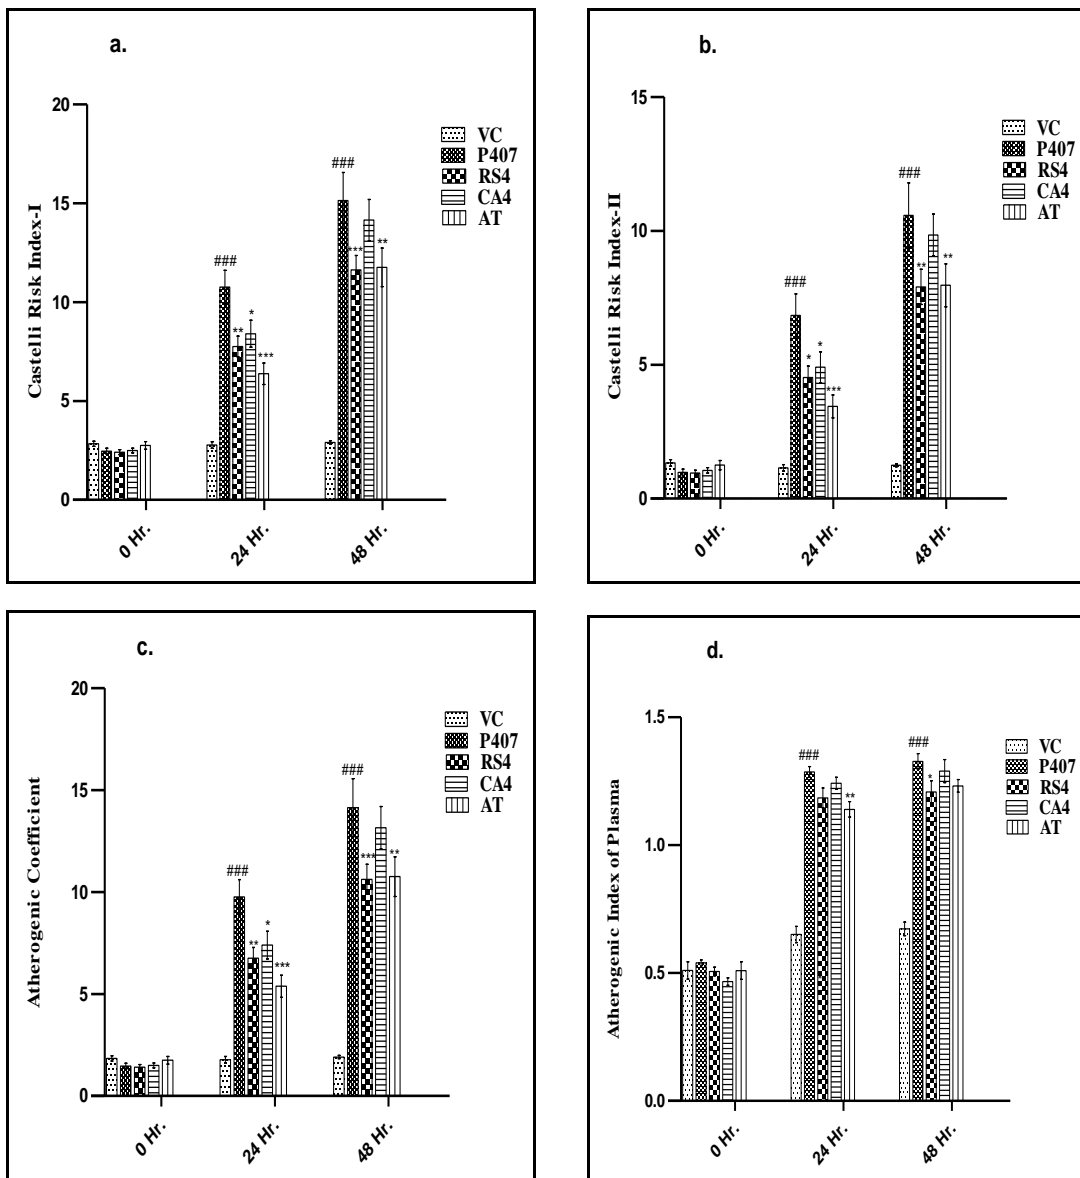 a.
Castelli Risk Index-I
20
15
10
5
0
###
**
*
***
###
***
**
VC
P407
RS4
CA4
AT
0 Hr.
24 Hr.
48 Hr.
b.
Castelli Risk Index-II
15
10
5
0
###
*
*
***
###
**
**
VC
P407
RS4
CA4
AT
0 Hr.
24 Hr.
48 Hr.
c.
Atherogenic Coefficient
20
15
10
5
0
###
**
*
***
###
***
**
VC
P407
RS4
CA4
AT
0 Hr.
24 Hr.
48 Hr.
d.
Atherogenic Index of Plasma
1.5
1.0
0.5
0.0
###
**
###
*
VC
P407
RS4
CA4
AT
0 Hr.
24 Hr.
48 Hr.